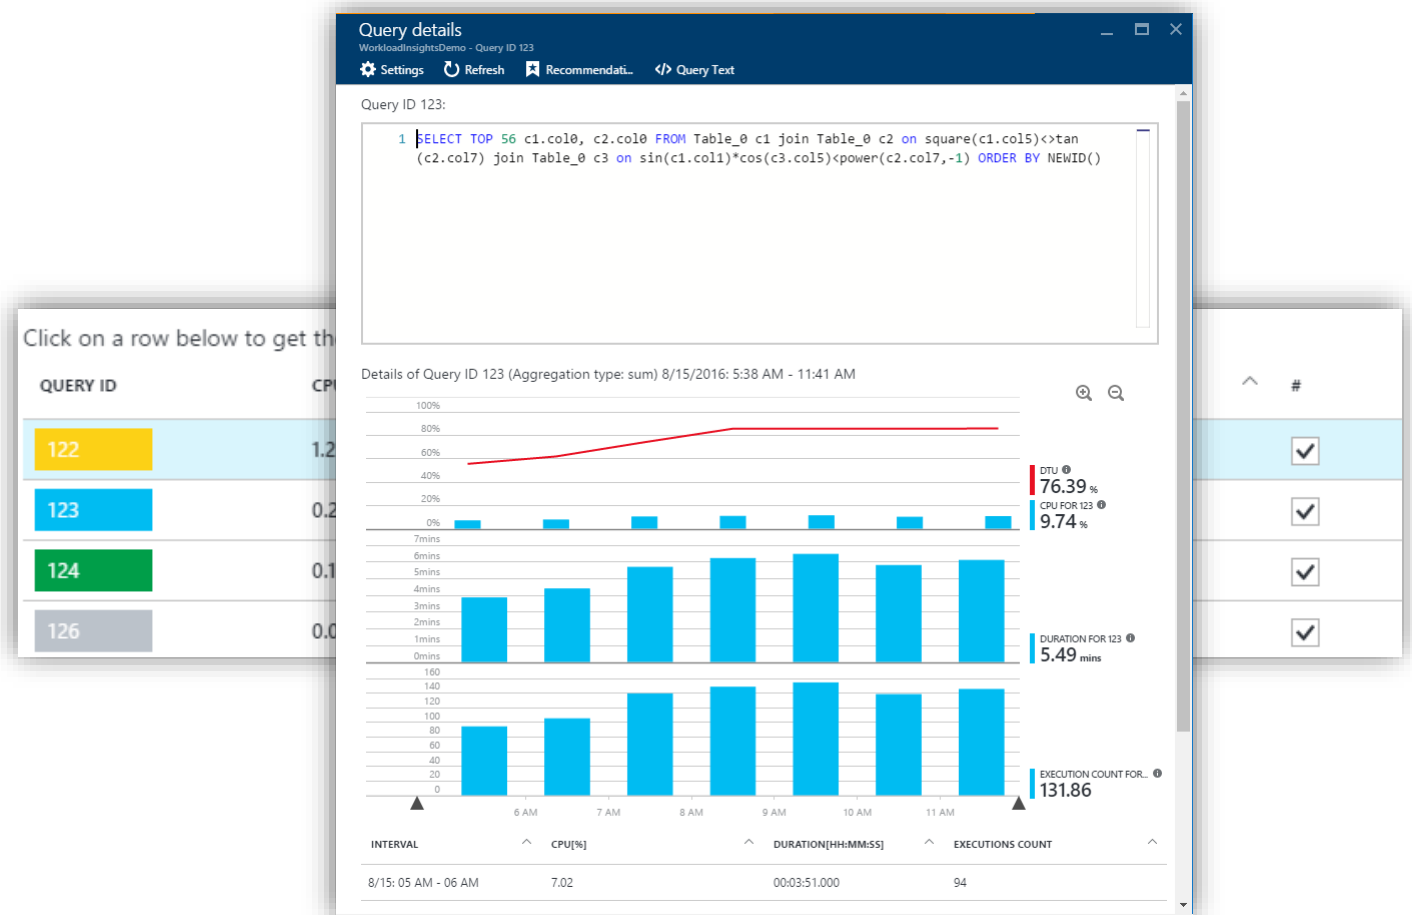 Query details
WorkloadInsightsDemo - Query ID 123
Settings Refresh Recommendati... </> Query Text
Query ID 123:
1 SELECT TOP 56 c1.col0, c2.col0 FROM Table_0 c1 join Table_0 c2 on square(c1.col5)<>tan
(c2.col7) join Table_0 c3 on sin(c1.col1)*cos(c3.col5)<power(c2.col7,-1) ORDER BY NEWID()
Click on a row below to get th
QUERY ID CP #
122 1.2
123 0.2
124 0.1
126 0.0
Details of Query ID 123 (Aggregation type: sum) 8/15/2016: 5:38 AM - 11:41 AM
100%
80%
60%
40%
20%
0%
DTU
76.39 %
CPU FOR 123
9.74 %
7mins
6mins
5mins
4mins
3mins
2mins
1mins
0mins
DURATION FOR 123
5.49 mins
160
140
120
100
80
60
40
20
0
EXECUTION COUNT FOR...
131.86
6 AM 7 AM 8 AM 9 AM 10 AM 11 AM
INTERVAL CPU[%] DURATION[HH:MM:SS] EXECUTIONS COUNT
8/15: 05 AM - 06 AM 7.02 00:03:51.000 94